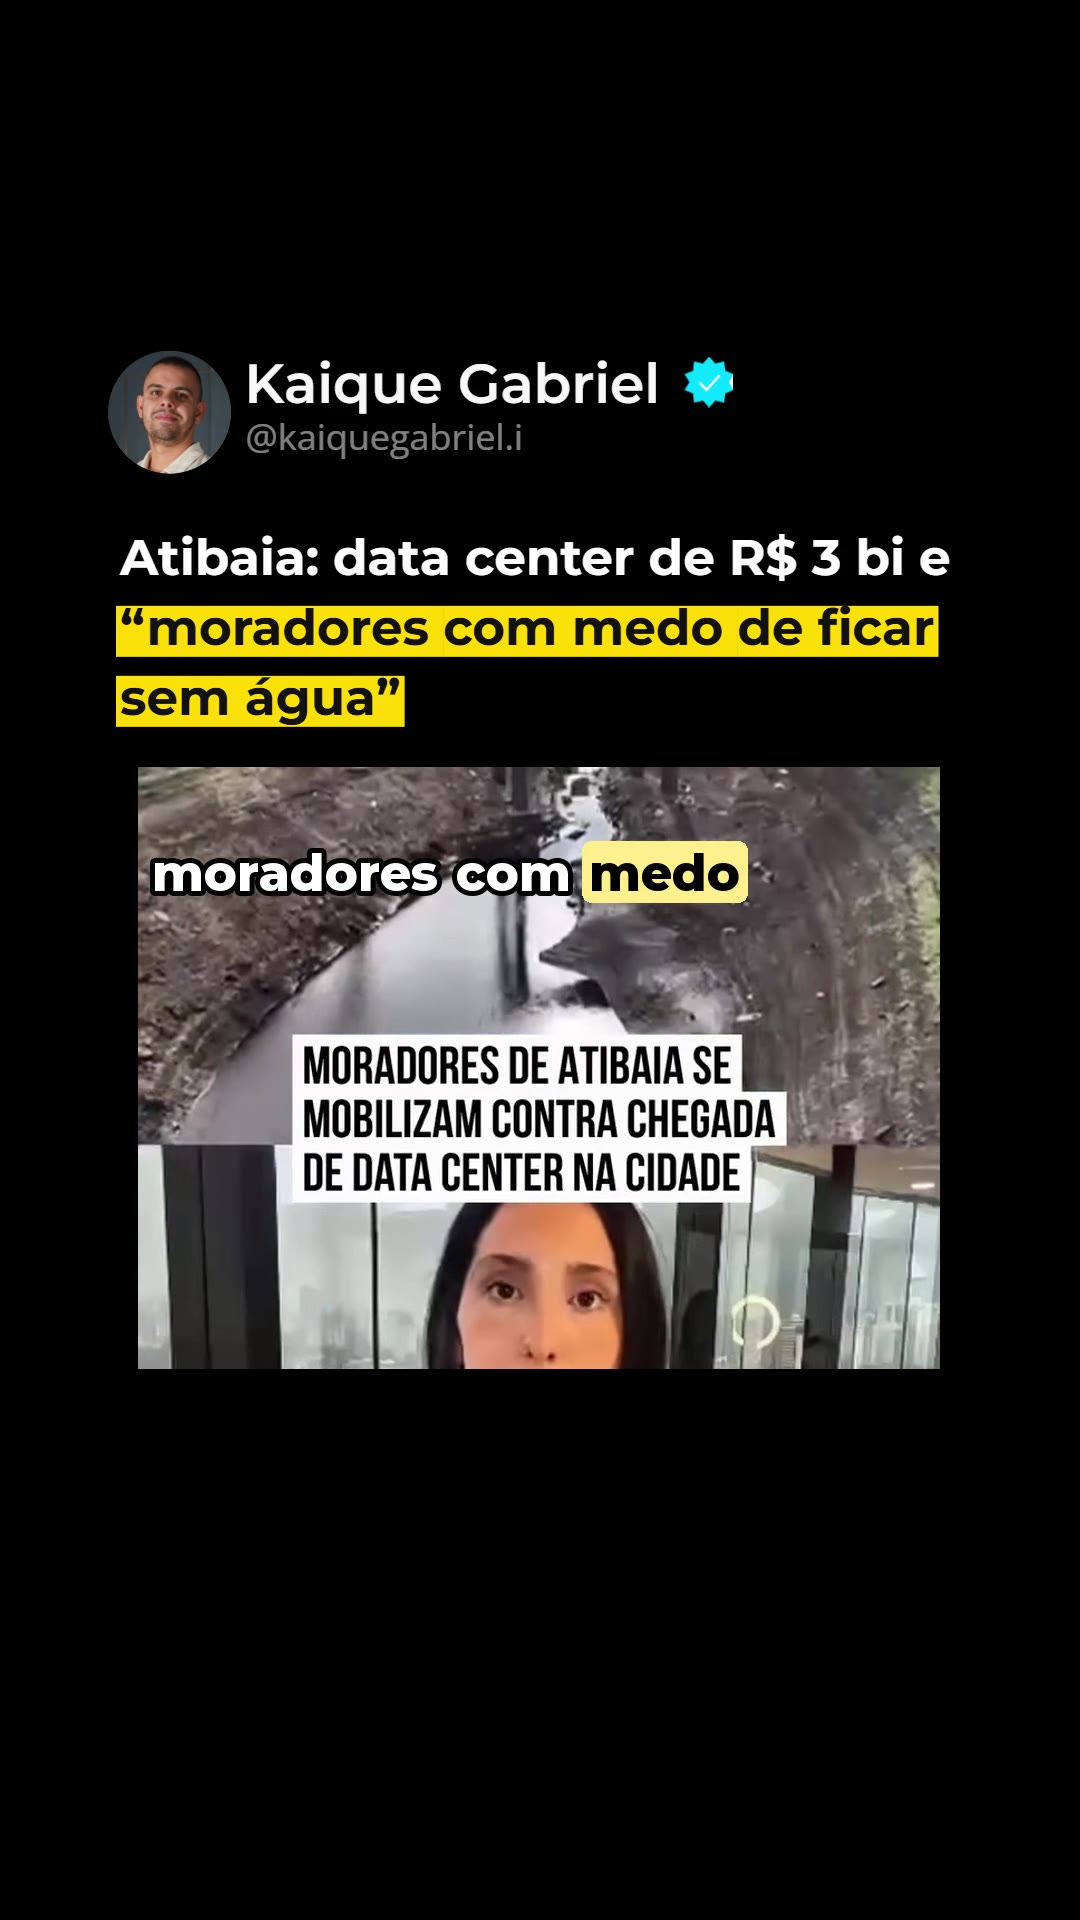 Kaique Gabriel
@kaiquegabriel.i
Atibaia: data center de R$ 3 bi e
“moradores com medo de ficar
sem água”
moradores com medo
MORADORES DE ATIBAIA SE
MOBILIZAM CONTRA CHEGADA
DE DATA CENTER NA CIDADE